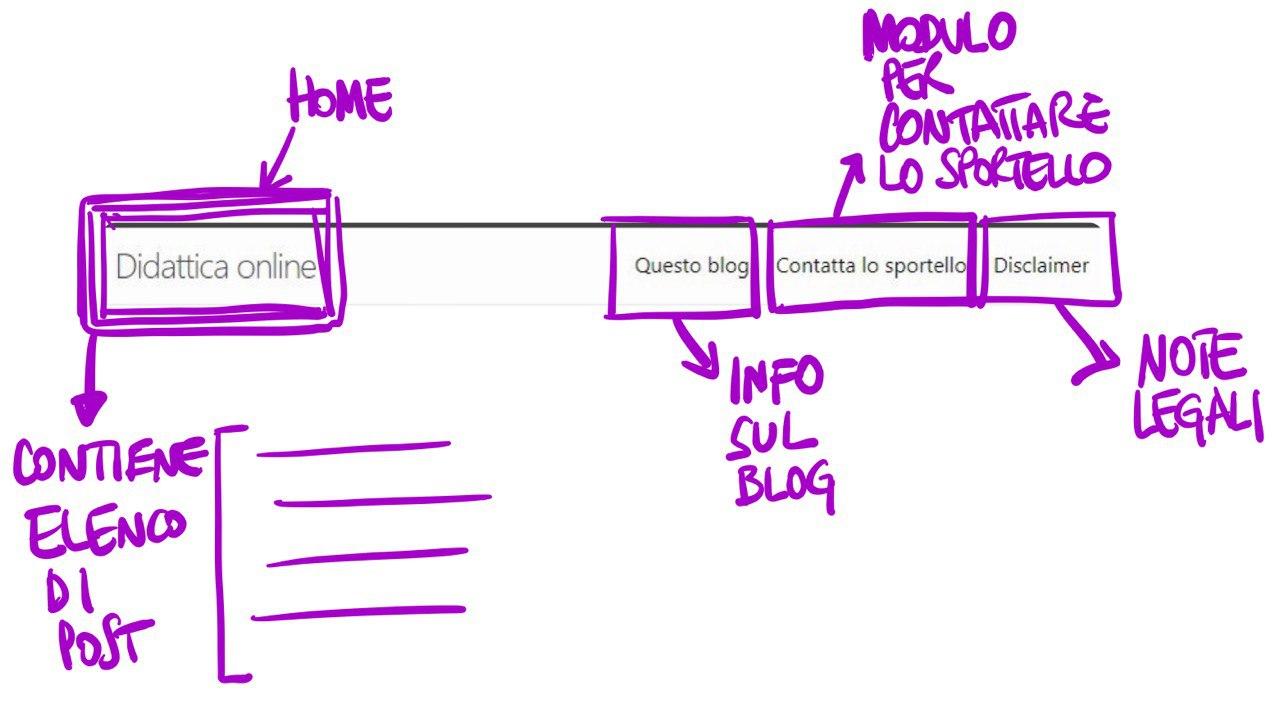 MODULO
PER
CONTATTARE
LO SPORTELLO
HOME
Didattica online
Questo blog
Contatta lo sportello
Disclaimer
INFO
SUL
BLOG
NOTE
LEGALI
CONTIENE
ELENCO
DI
POST